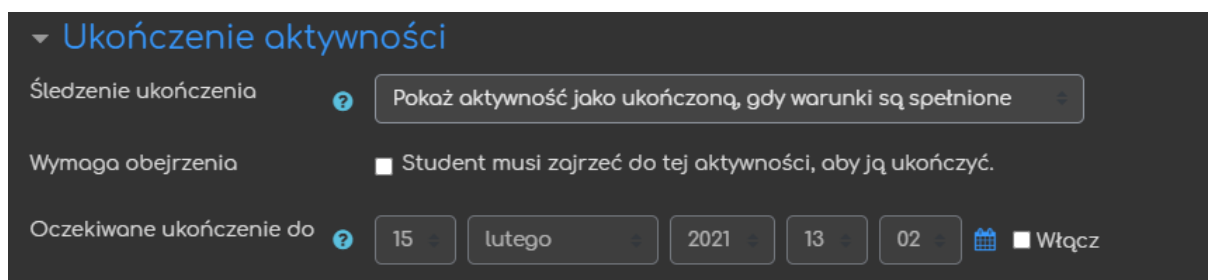 Ukończenie aktywności
Śledzenie ukończenia ? Pokaż aktywność jako ukończoną, gdy warunki są spełnione
Wymaga obejrzenia Student musi zajrzeć do tej aktywności, aby ją ukończyć.
Oczekiwane ukończenie do ? 15 lutego 2021 13 02 Włącz